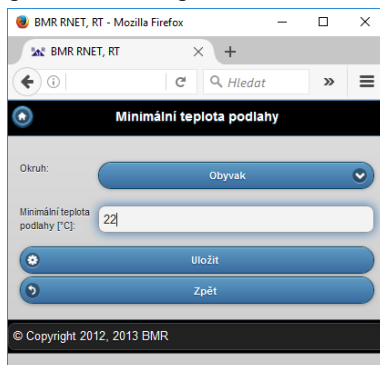 BMR RNET, RT - Mozilla Firefox
BMR RNET, RT
Hledat
Minimální teplota podlahy
Okruh:
Obyvak
Minimální teplota
podlahy [°C]:
22
Uložit
Zpět
© Copyright 2012, 2013 BMR